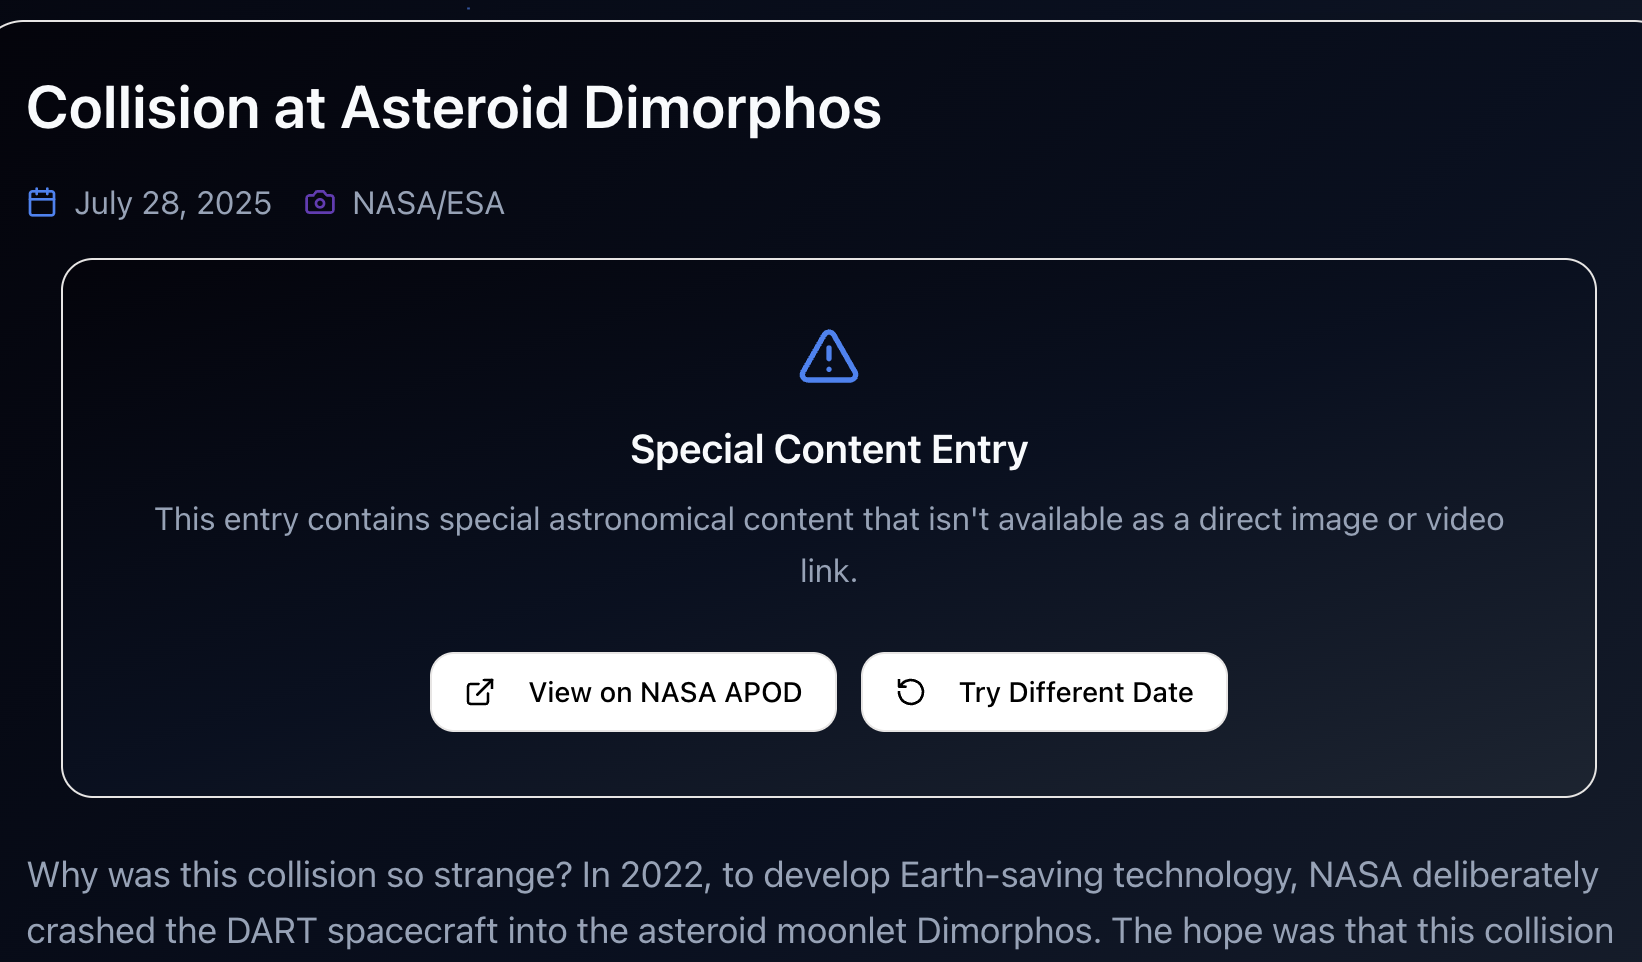 Collision at Asteroid Dimorphos
July 28, 2025 NASA/ESA
Special Content Entry
This entry contains special astronomical content that isn't available as a direct image or video
link.
View on NASA APOD Try Different Date
Why was this collision so strange? In 2022, to develop Earth-saving technology, NASA deliberately
crashed the DART spacecraft into the asteroid moonlet Dimorphos. The hope was that this collision